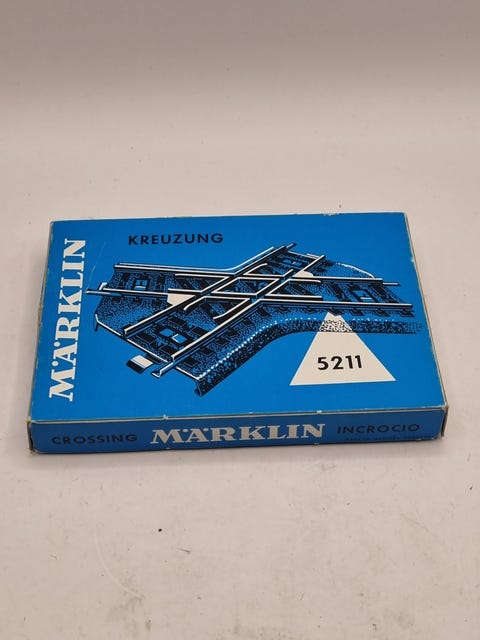 KREUZUNG
MÄRKLIN
5211
CROSSING MÄRKLIN INCROCIO